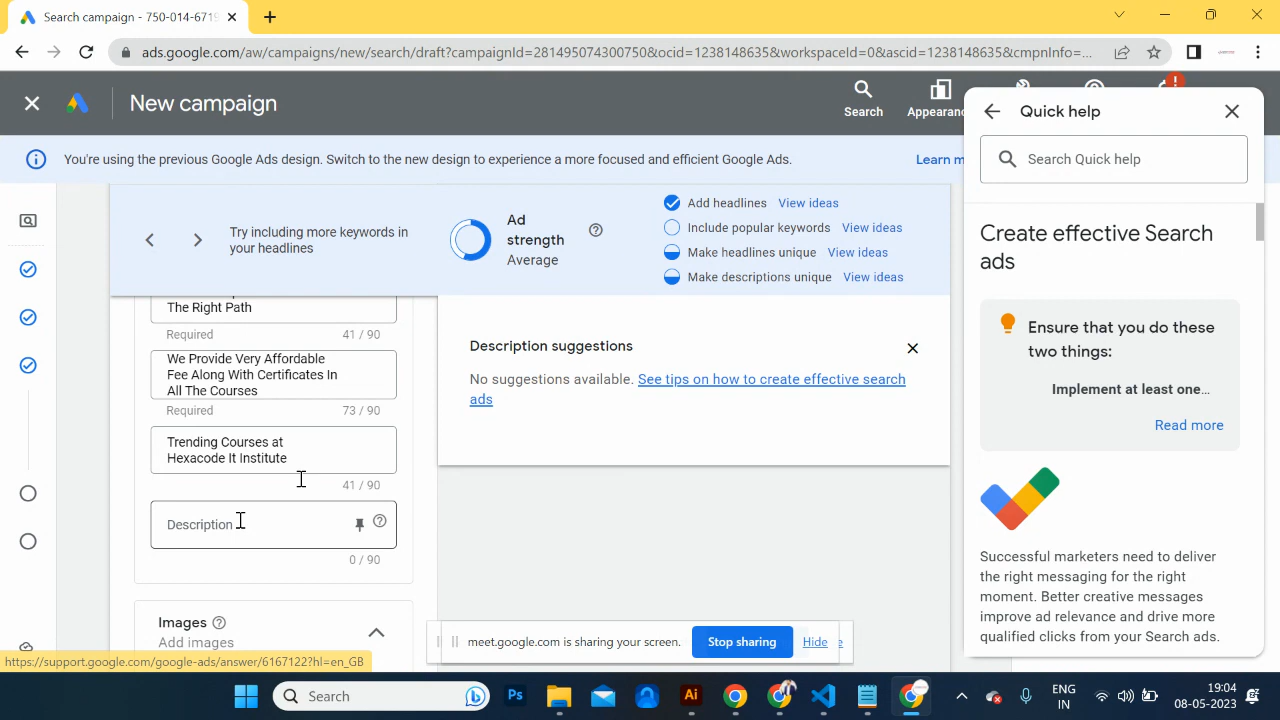 Search campaign - 750-014-671
ads.google.com/aw/campaigns/new/search/draft?campaignId=281495074300750&ocid=1238148635&workspaceId=0&ascid=1238148635&cmpnInfo=...
New campaign
Search
Appearanc
You're using the previous Google Ads design. Switch to the new design to experience a more focused and efficient Google Ads.
Learn m
Try including more keywords in
your headlines
Ad
strength
Average
Add headlines View ideas
Include popular keywords View ideas
Make headlines unique View ideas
Make descriptions unique View ideas
The Right Path
Required 41 / 90
We Provide Very Affordable
Fee Along With Certificates In
All The Courses
Required 73 / 90
Trending Courses at
Hexacode It Institute
41 / 90
Description
0 / 90
Images
Add images
Description suggestions
No suggestions available. See tips on how to create effective search
ads
Quick help
Search Quick help
Create effective Search
ads
Ensure that you do these
two things:
Implement at least one...
Read more
Successful marketers need to deliver
the right messaging for the right
moment. Better creative messages
improve ad relevance and drive more
qualified clicks from your Search ads.
meet.google.com is sharing your screen. Stop sharing Hide
https://support.google.com/google-ads/answer/6167122?hl=en_GB
Search
Ps
Ai
ENG
IN
19:04
08-05-2023